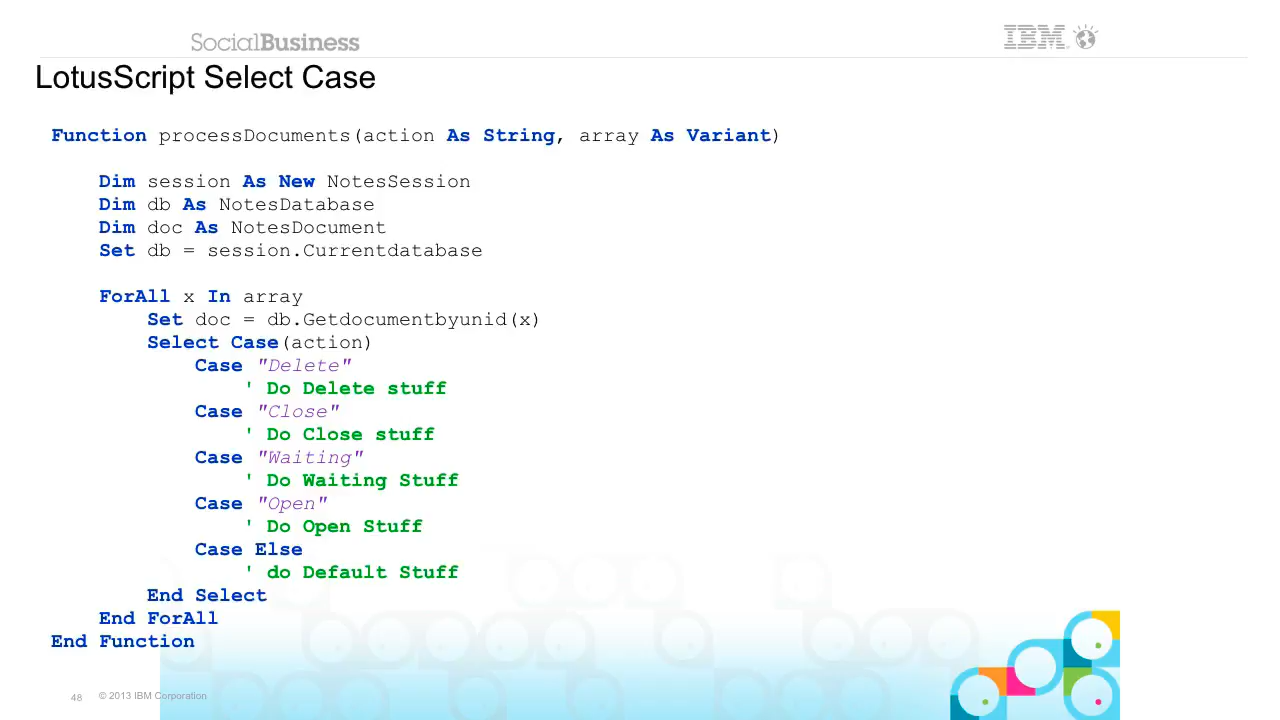 SocialBusiness
IBM
LotusScript Select Case
Function processDocuments(action As String, array As Variant)
Dim session As New NotesSession
Dim db As NotesDatabase
Dim doc As NotesDocument
Set db = session.Currentdatabase
ForAll x In array
Set doc = db.Getdocumentbyunid(x)
Select Case(action)
Case "Delete"
' Do Delete stuff
Case "Close"
' Do Close stuff
Case "Waiting"
' Do Waiting Stuff
Case "Open"
' Do Open Stuff
Case Else
' do Default Stuff
End Select
End ForAll
End Function
48 © 2013 IBM Corporation